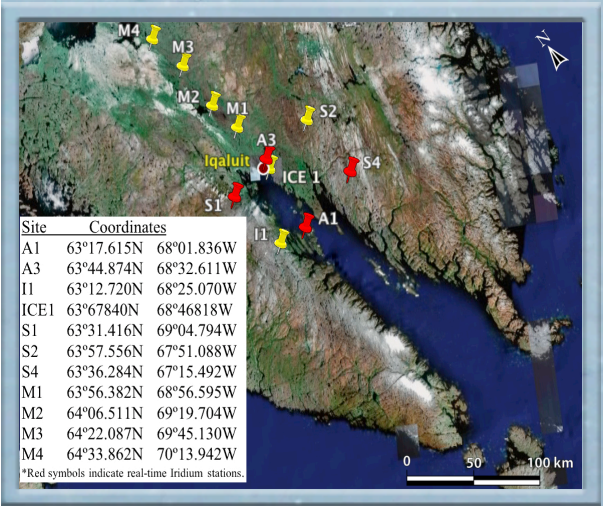 M4
M3
N
M2
M1
S2
A3
Iqaluit
S4
ICE 1
S1
A1
I1
Site Coordinates
A1 63º17.615N 68º01.836W
A3 63º44.874N 68º32.611W
I1 63º12.720N 68º25.070W
ICE1 63º67840N 68º46818W
S1 63º31.416N 69º04.794W
S2 63º57.556N 67º51.088W
S4 63º36.284N 67º15.492W
M1 63º56.382N 68º56.595W
M2 64º06.511N 69º19.704W
M3 64º22.087N 69º45.130W
M4 64º33.862N 70º13.942W
*Red symbols indicate real-time Iridium stations.
0 50 100 km